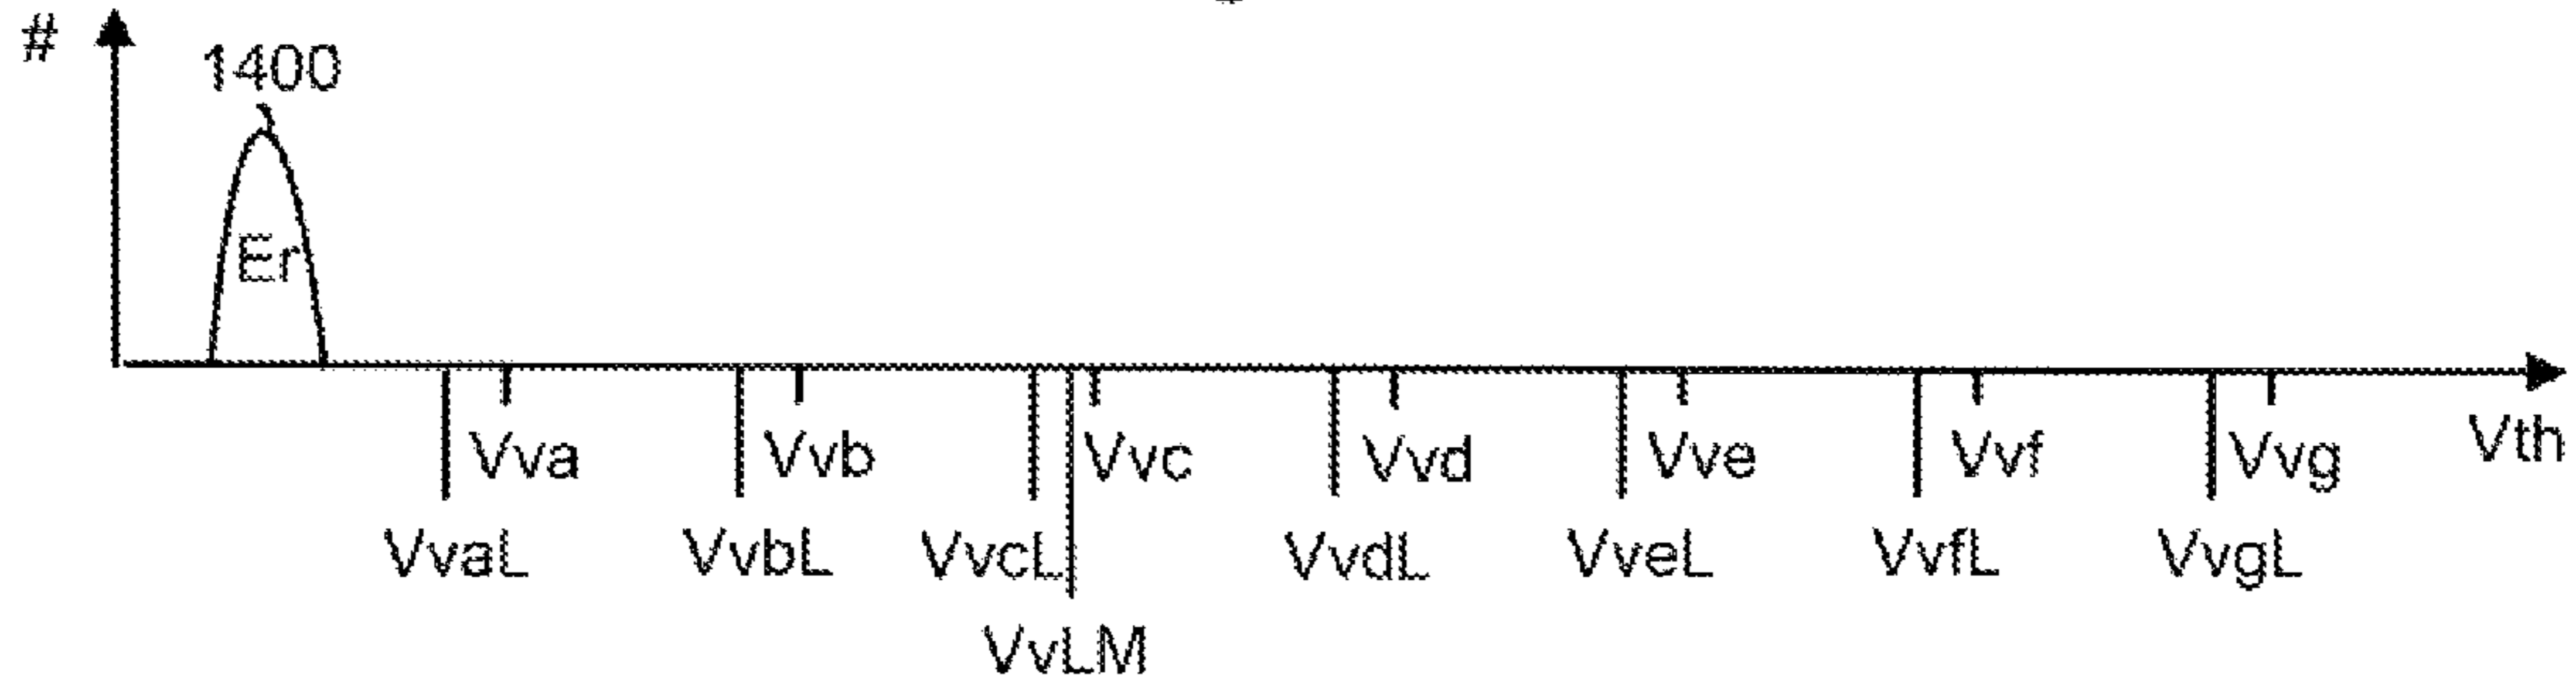 #
1400
Er
Vva Vvb Vvc Vvd Vve Vvf Vvg Vth
VvaL VvbL VvcL VvdL VveL VvfL VvgL
VvLM